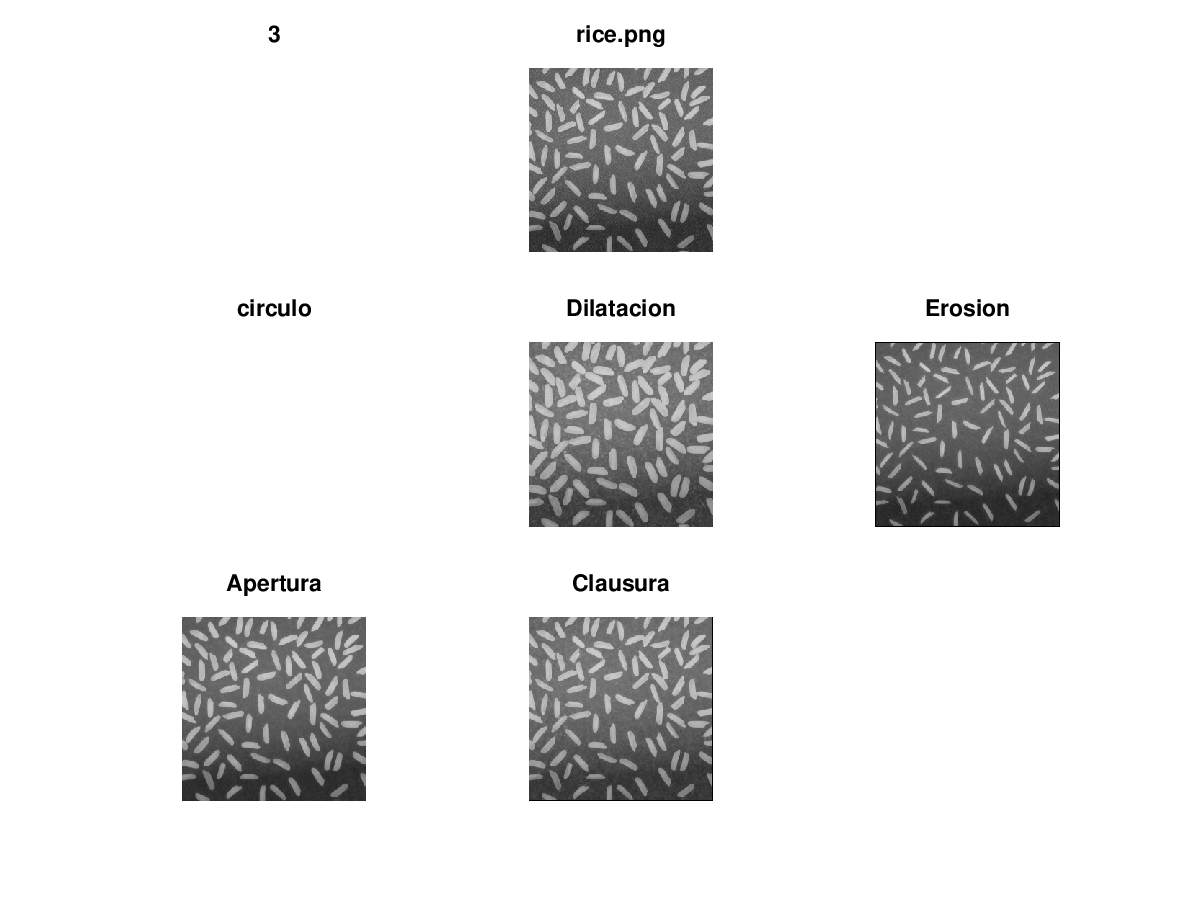 3
rice.png
circulo
Dilatacion
Erosion
Apertura
Clausura